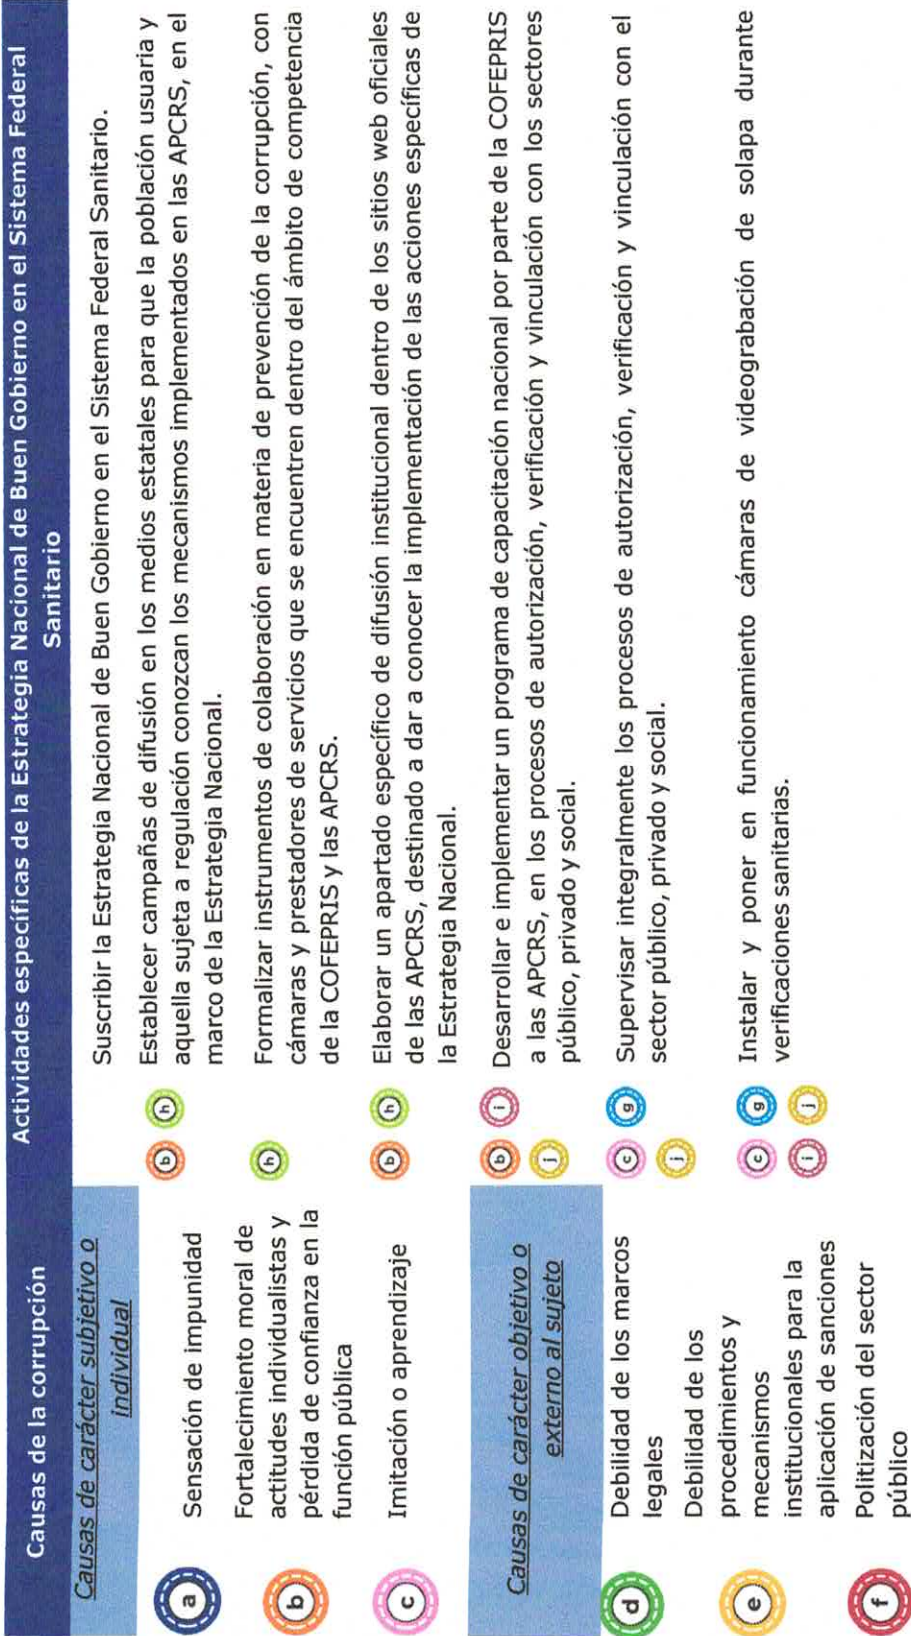 Causas de la corrupción
Actividades específicas de la Estrategia Nacional de Buen Gobierno en el Sistema Federal
Sanitario
Causas de carácter subjetivo o
individual
a
Sensación de impunidad
b
Fortalecimiento moral de
actitudes individualistas y
pérdida de confianza en la
función pública
c
Imitación o aprendizaje
Causas de carácter objetivo o
externo al sujeto
d
Debilidad de los marcos
legales
e
Debilidad de los
procedimientos y
mecanismos
institucionales para la
aplicación de sanciones
f
Politización del sector
público
Suscribir la Estrategia Nacional de Buen Gobierno en el Sistema Federal Sanitario.
b h
Establecer campañas de difusión en los medios estatales para que la población usuaria y
aquella sujeta a regulación conozcan los mecanismos implementados en las APCRS, en el
marco de la Estrategia Nacional.
h
Formalizar instrumentos de colaboración en materia de prevención de la corrupción, con
cámaras y prestadores de servicios que se encuentren dentro del ámbito de competencia
de la COFEPRIS y las APCRS.
b h
Elaborar un apartado específico de difusión institucional dentro de los sitios web oficiales
de las APCRS, destinado a dar a conocer la implementación de las acciones específicas de
la Estrategia Nacional.
b i
j
Desarrollar e implementar un programa de capacitación nacional por parte de la COFEPRIS
a las APCRS, en los procesos de autorización, verificación y vinculación con los sectores
público, privado y social.
c g
j
Supervisar integralmente los procesos de autorización, verificación y vinculación con el
sector público, privado y social.
c g
i j
Instalar y poner en funcionamiento cámaras de videograbación de solapa durante
verificaciones sanitarias.